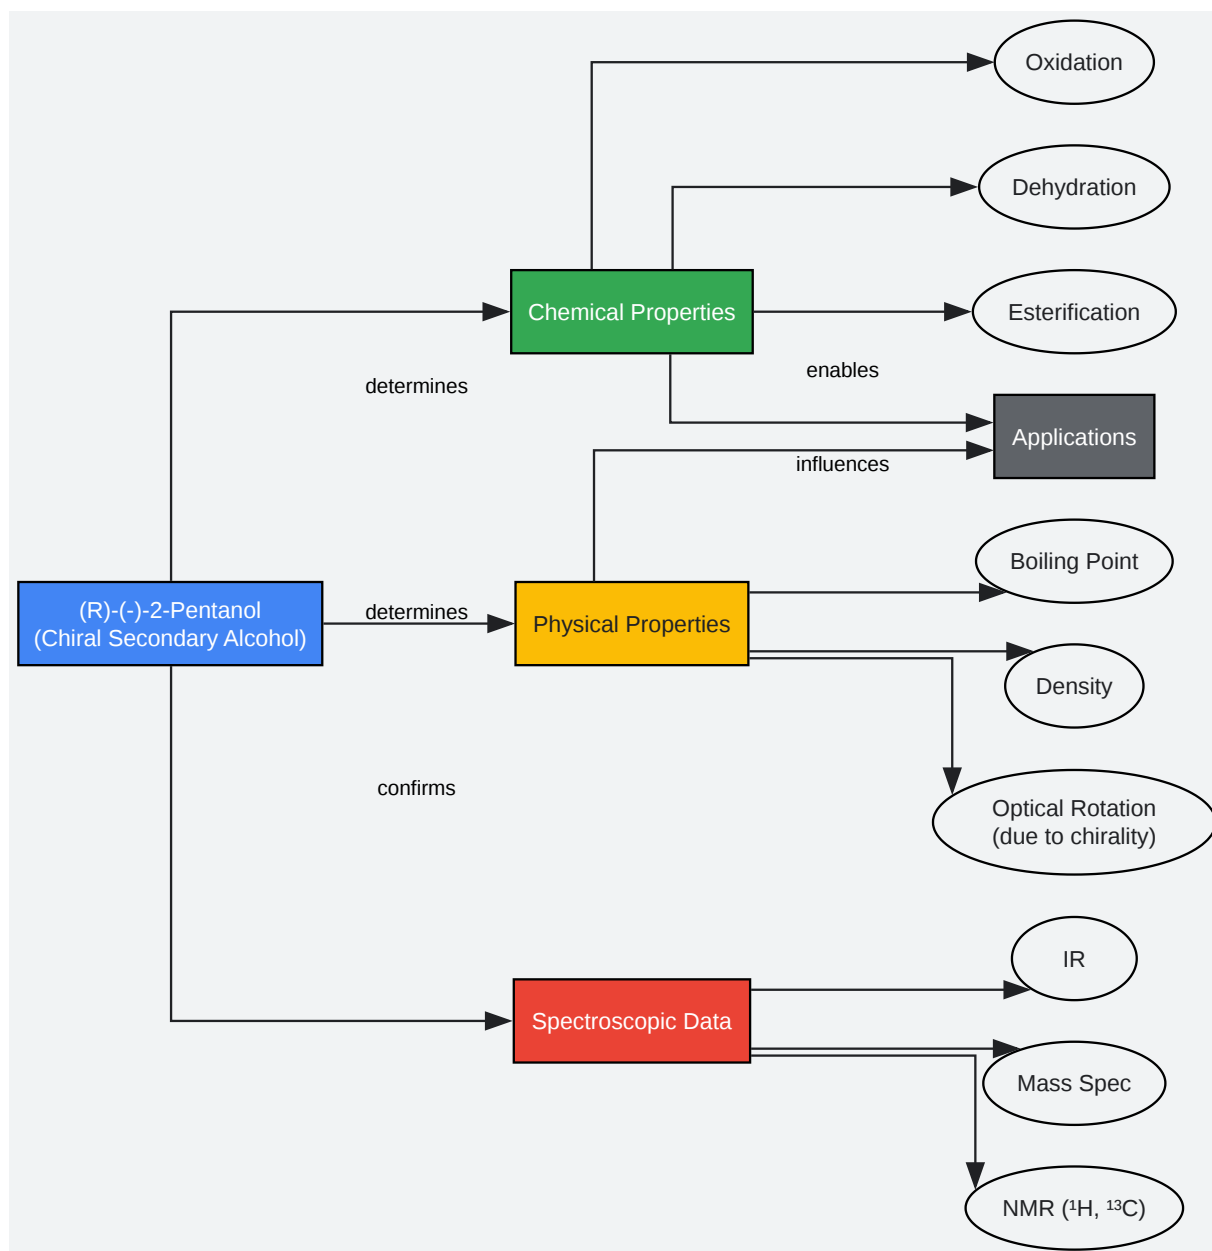 Oxidation
Dehydration
Chemical Properties
Esterification
determines
enables
Applications
influences
Boiling Point
(R)-(-)-2-Pentanol
(Chiral Secondary Alcohol)
determines
Physical Properties
Density
confirms
Optical Rotation
(due to chirality)
IR
Spectroscopic Data
Mass Spec
NMR (¹H, ¹³C)